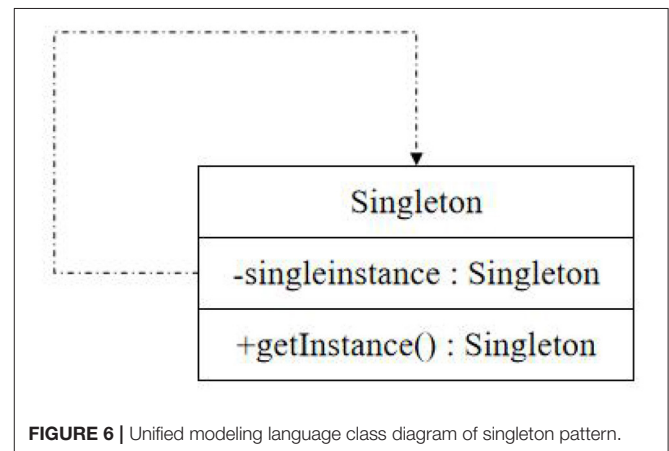 Singleton
-singleinstance : Singleton
+getInstance() : Singleton
FIGURE 6 | Unified modeling language class diagram of singleton pattern.